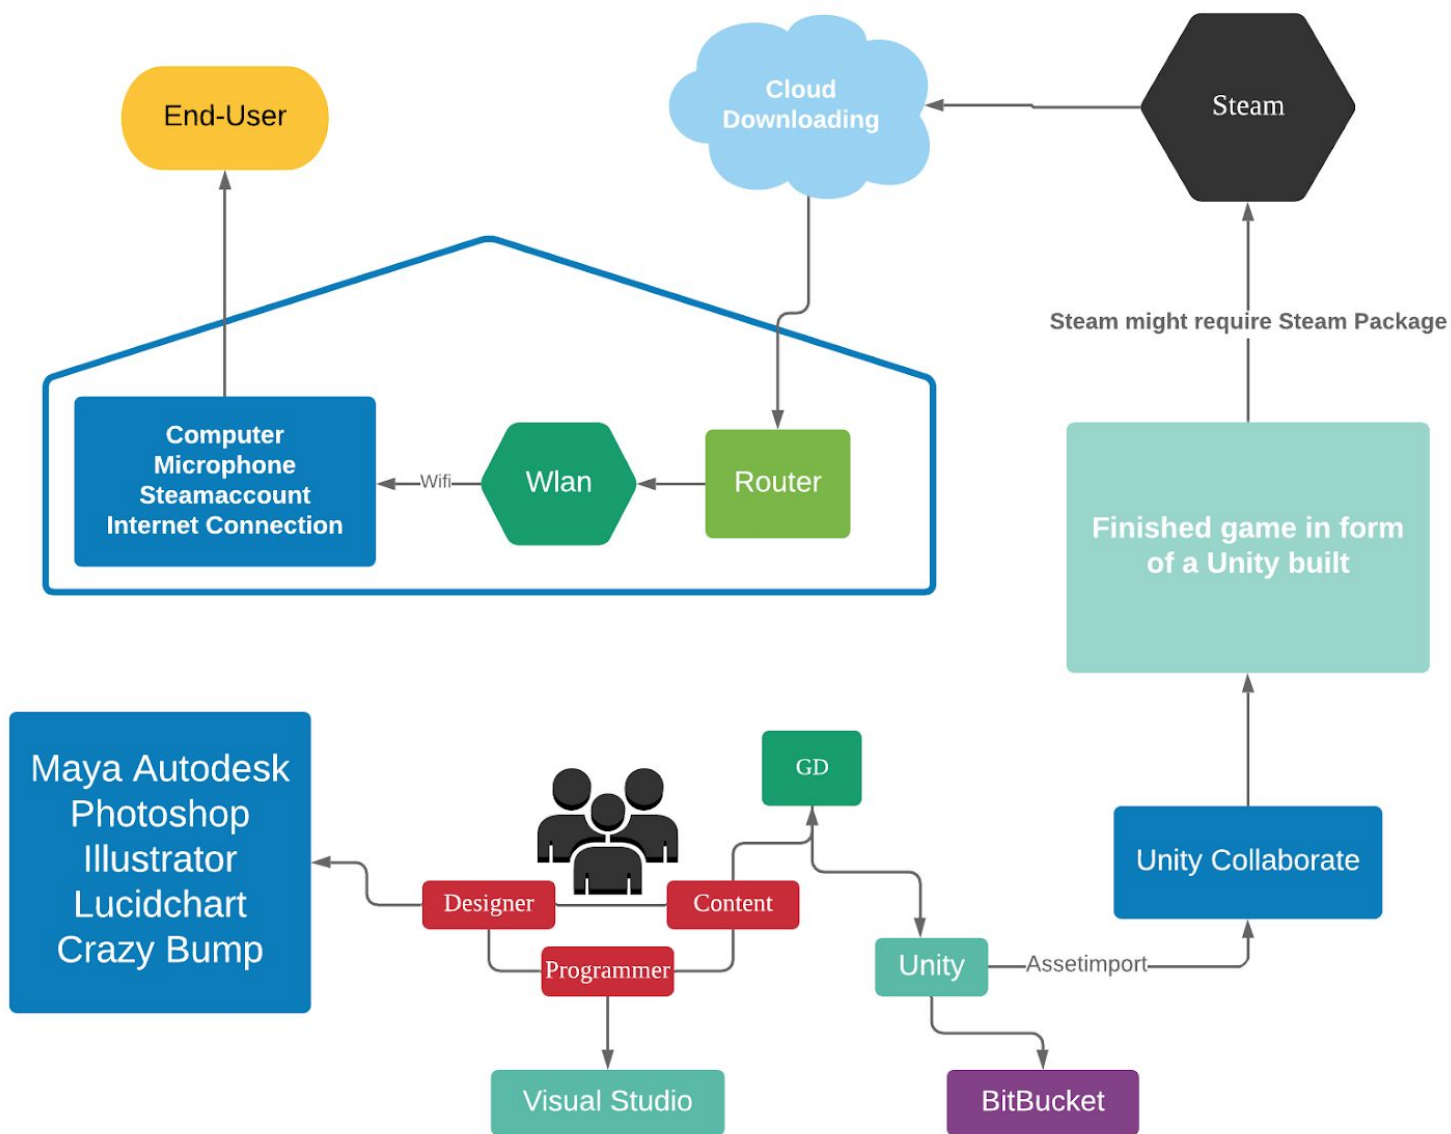 End-User
Cloud
Downloading
Steam
Steam might require Steam Package
Computer
Microphone
Steamaccount
Internet Connection
Wifi
Wlan
Router
Finished game in form
of a Unity built
Maya Autodesk
Photoshop
Illustrator
Lucidchart
Crazy Bump
GD
Designer
Content
Programmer
Unity Collaborate
Unity
Assetimport
Visual Studio
BitBucket